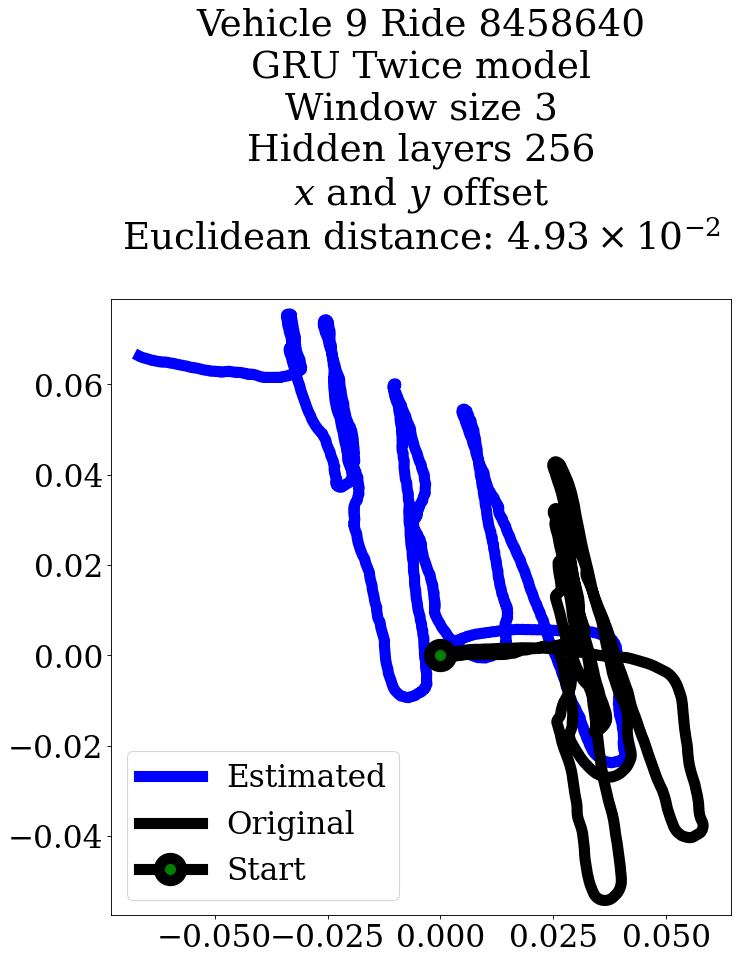 Vehicle 9 Ride 8458640
GRU Twice model
Window size 3
Hidden layers 256
x and y offset
Euclidean distance: 4.93 × 10⁻²
0.06
0.04
0.02
0.00
−0.02
−0.04
Estimated
Original
Start
−0.050 −0.025 0.000 0.025 0.050